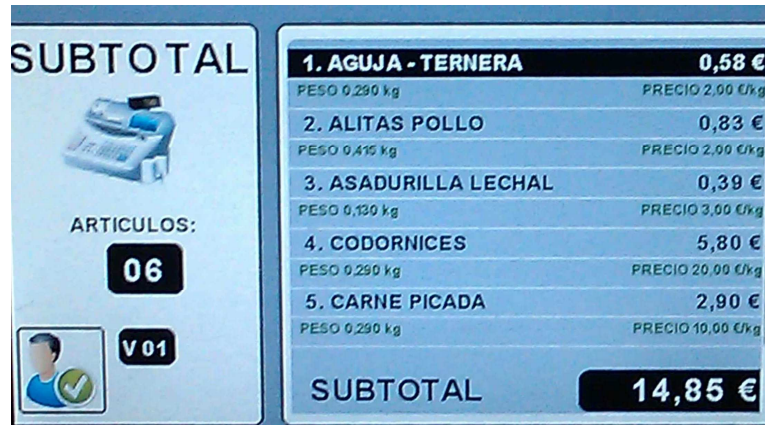 SUBTOTAL
ARTICULOS:
06
V 01
1. AGUJA - TERNERA 0,58 €
PESO 0,290 kg PRECIO 2,00 €/kg
2. ALITAS POLLO 0,83 €
PESO 0,415 kg PRECIO 2,00 €/kg
3. ASADURILLA LECHAL 0,39 €
PESO 0,130 kg PRECIO 3,00 €/kg
4. CODORNICES 5,80 €
PESO 0,290 kg PRECIO 20,00 €/kg
5. CARNE PICADA 2,90 €
PESO 0,290 kg PRECIO 10,00 €/kg
SUBTOTAL 14,85 €